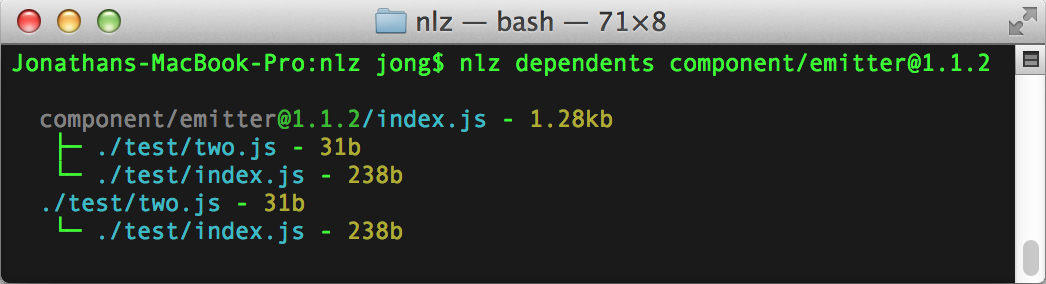 nlz — bash — 71×8
Jonathans-MacBook-Pro:nlz jong$ nlz dependents component/emitter@1.1.2
component/emitter@1.1.2/index.js - 1.28kb
├─ ./test/two.js - 31b
└─ ./test/index.js - 238b
./test/two.js - 31b
└─ ./test/index.js - 238b